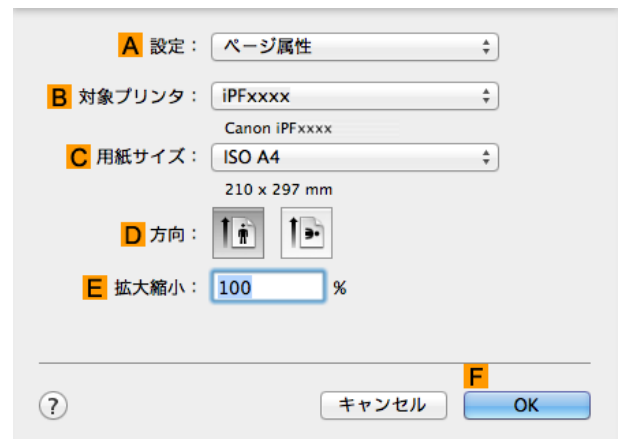 A 設定： ページ属性
B 対象プリンタ： iPFxxxx
Canon iPFxxxx
C 用紙サイズ： ISO A4
210 x 297 mm
D 方向：
E 拡大縮小： 100 %
F
? キャンセル OK